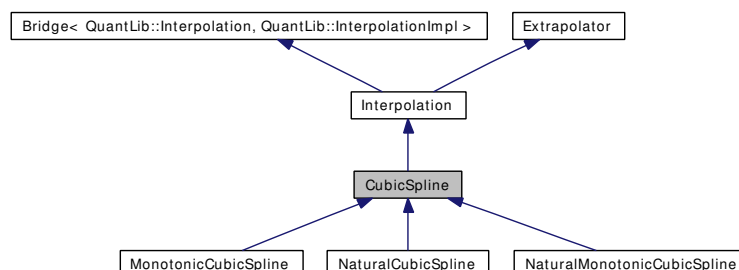 Bridge< QuantLib::Interpolation, QuantLib::InterpolationImpl >
Extrapolator
Interpolation
CubicSpline
MonotonicCubicSpline
NaturalCubicSpline
NaturalMonotonicCubicSpline